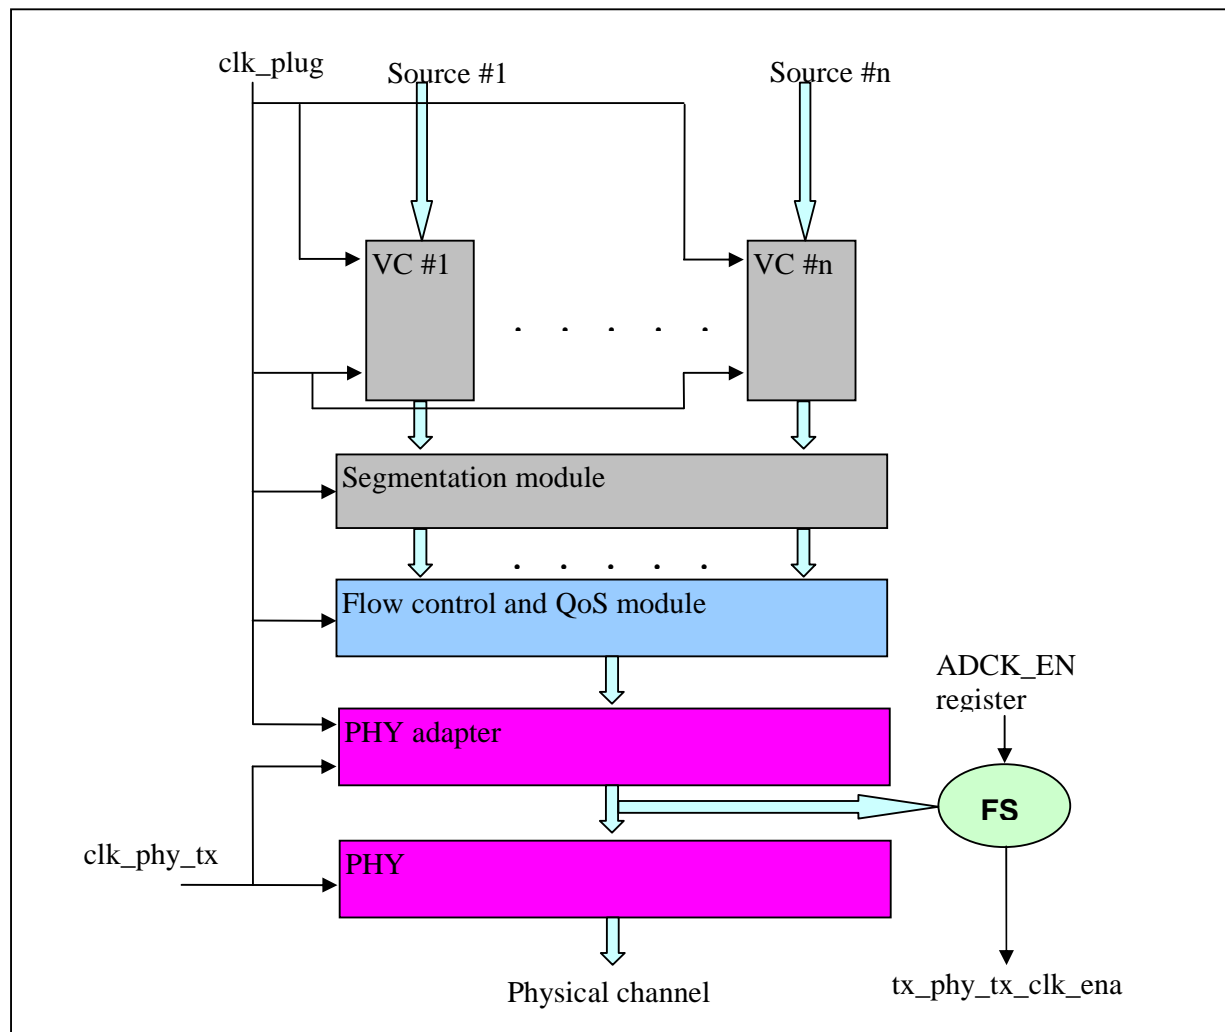 clk_plug
Source #1
Source #n
VC #1
VC #n
. . . . .
Segmentation module
. . . . .
Flow control and QoS module
ADCK_EN
register
PHY adapter
FS
clk_phy_tx
PHY
Physical channel
tx_phy_tx_clk_ena